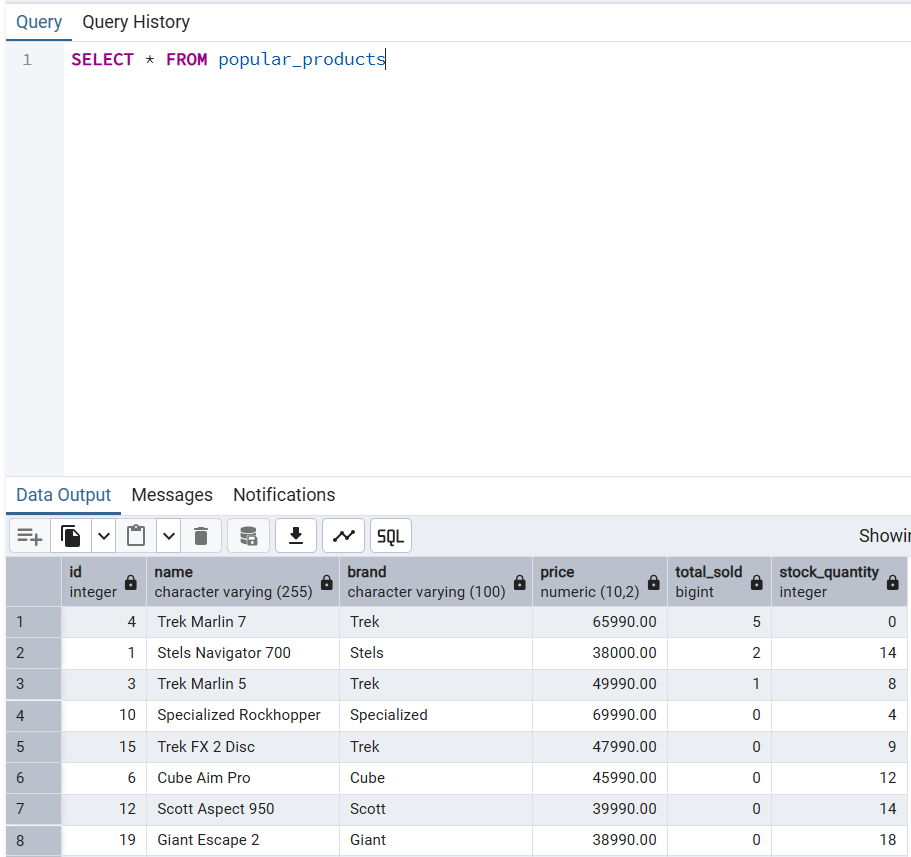 Query Query History
1 SELECT * FROM popular_products
Data Output Messages Notifications
SQL Showin
id name brand price total_sold stock_quantity
integer character varying (255) character varying (100) numeric (10,2) bigint integer
1 4 Trek Marlin 7 Trek 65990.00 5 0
2 1 Stels Navigator 700 Stels 38000.00 2 14
3 3 Trek Marlin 5 Trek 49990.00 1 8
4 10 Specialized Rockhopper Specialized 69990.00 0 4
5 15 Trek FX 2 Disc Trek 47990.00 0 9
6 6 Cube Aim Pro Cube 45990.00 0 12
7 12 Scott Aspect 950 Scott 39990.00 0 14
8 19 Giant Escape 2 Giant 38990.00 0 18